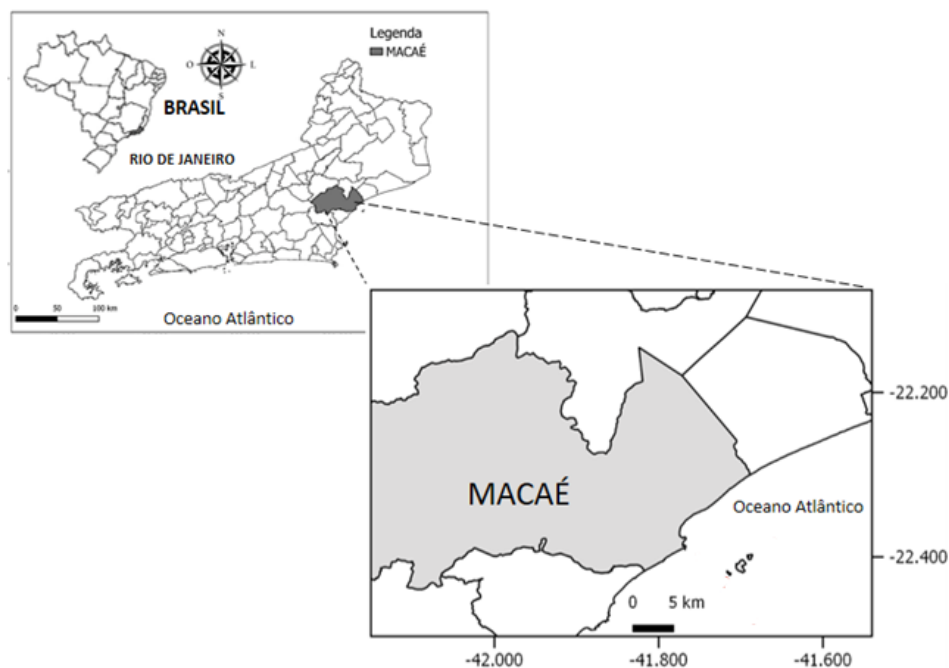 Legenda
MACAÉ
N
O
L
S
BRASIL
RIO DE JANEIRO
0 50 100 km
Oceano Atlântico
MACAÉ
Oceano Atlântico
0 5 km
-22.200
-22.400
-42.000 -41.800 -41.600